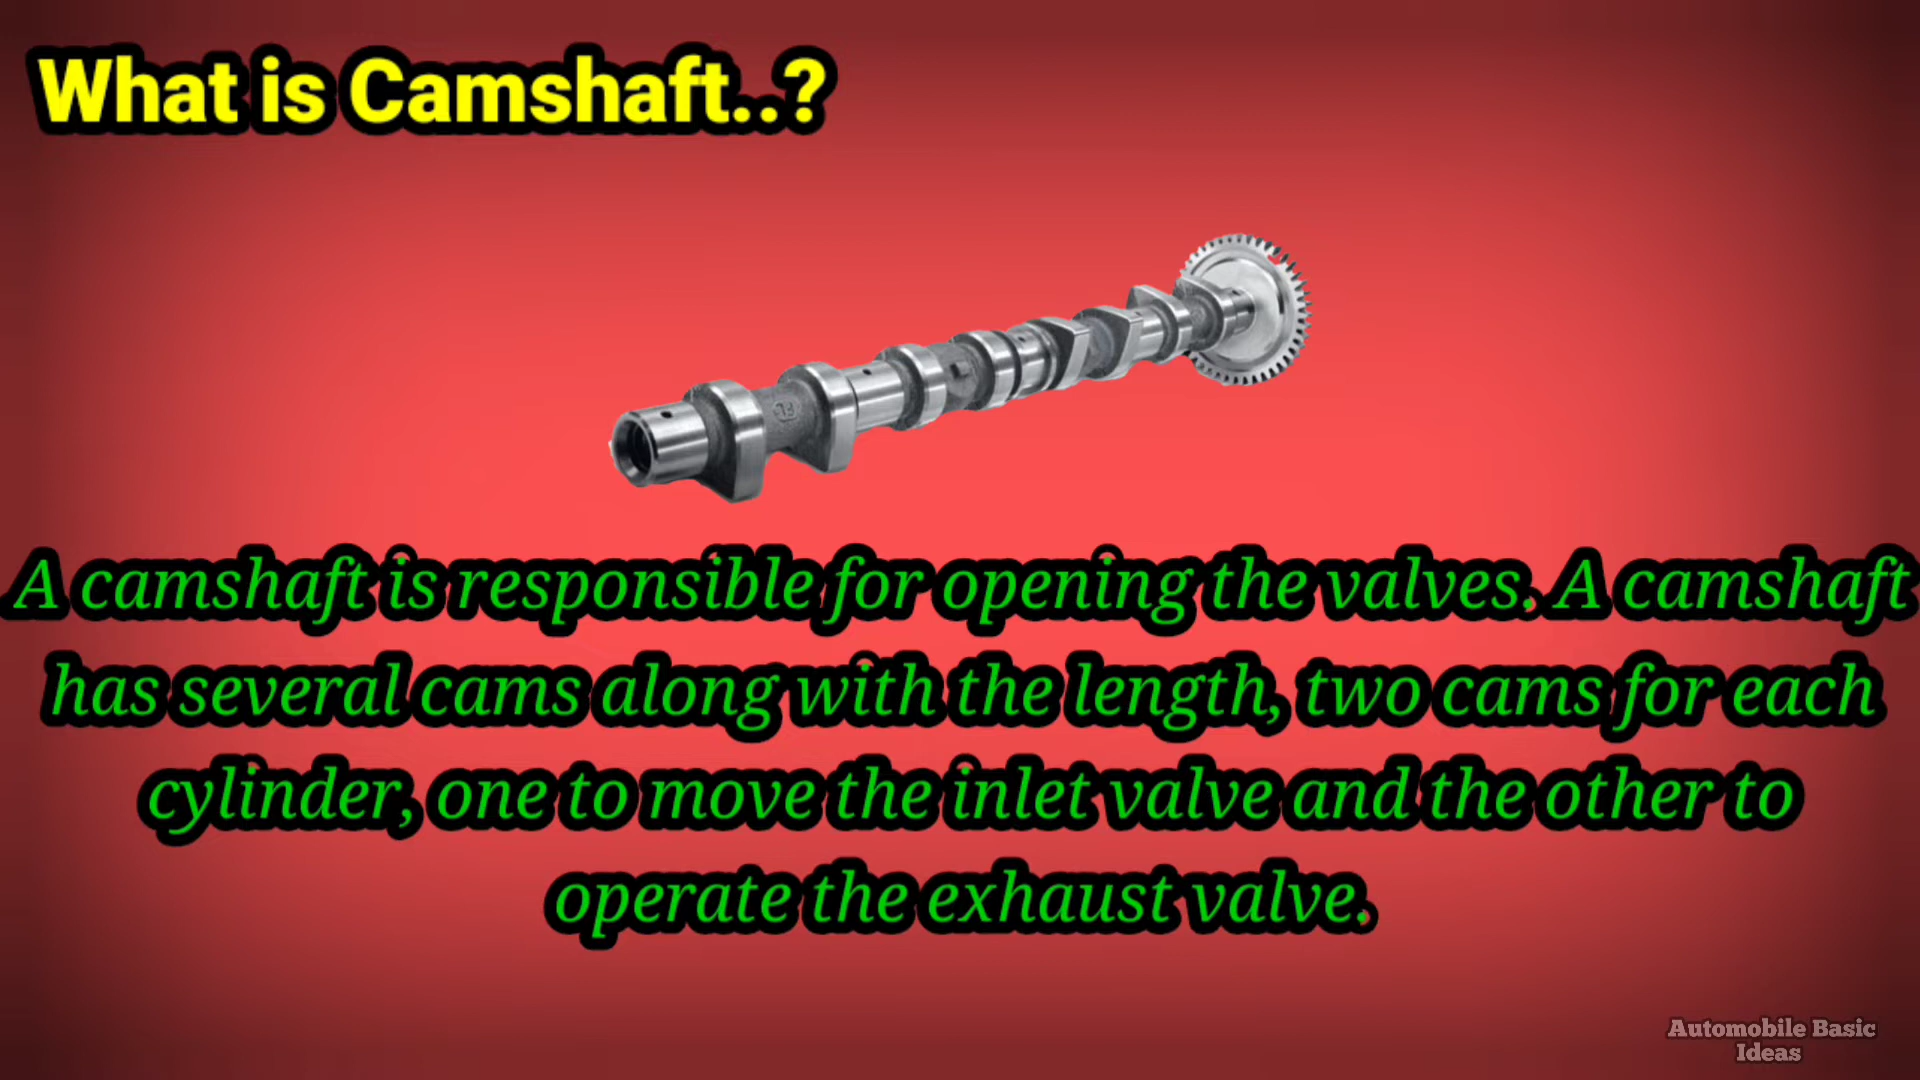 What is Camshaft..?
A camshaft is responsible for opening the valves. A camshaft
has several cams along with the length, two cams for each
cylinder, one to move the inlet valve and the other to
operate the exhaust valve.
Automobile Basic
Ideas